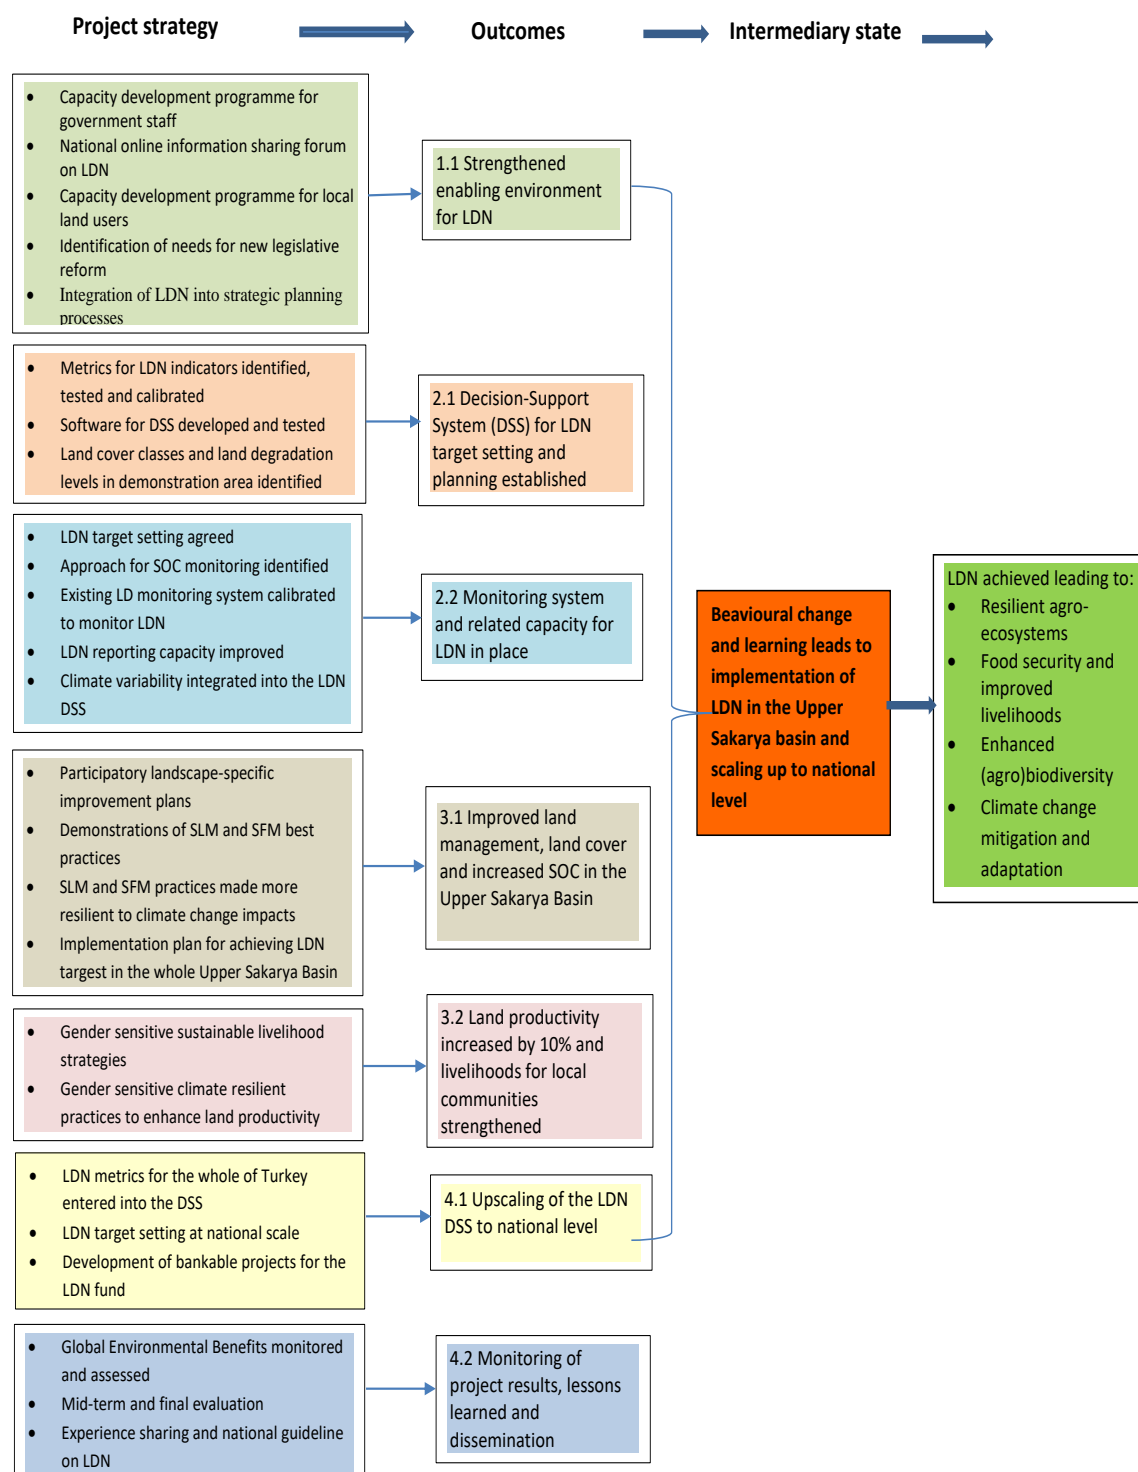 Project strategy
Outcomes
Intermediary state
Capacity development programme for
government staff
National online information sharing forum
on LDN
Capacity development programme for local
land users
Identification of needs for new legislative
reform
Integration of LDN into strategic planning
processes
1.1 Strengthened
enabling environment
for LDN
Metrics for LDN indicators identified,
tested and calibrated
Software for DSS developed and tested
Land cover classes and land degradation
levels in demonstration area identified
2.1 Decision-Support
System (DSS) for LDN
target setting and
planning established
LDN target setting agreed
Approach for SOC monitoring identified
Existing LD monitoring system calibrated
to monitor LDN
LDN reporting capacity improved
Climate variability integrated into the LDN
DSS
2.2 Monitoring system
and related capacity for
LDN in place
Participatory landscape-specific
improvement plans
Demonstrations of SLM and SFM best
practices
SLM and SFM practices made more
resilient to climate change impacts
Implementation plan for achieving LDN
targest in the whole Upper Sakarya Basin
3.1 Improved land
management, land cover
and increased SOC in the
Upper Sakarya Basin
Gender sensitive sustainable livelihood
strategies
Gender sensitive climate resilient
practices to enhance land productivity
3.2 Land productivity
increased by 10% and
livelihoods for local
communities
strengthened
LDN metrics for the whole of Turkey
entered into the DSS
LDN target setting at national scale
Development of bankable projects for the
LDN fund
4.1 Upscaling of the LDN
DSS to national level
Global Environmental Benefits monitored
and assessed
Mid-term and final evaluation
Experience sharing and national guideline
on LDN
4.2 Monitoring of
project results, lessons
learned and
dissemination
Beavioural change
and learning leads to
implementation of
LDN in the Upper
Sakarya basin and
scaling up to national
level
LDN achieved leading to:
Resilient agro-
ecosystems
Food security and
improved
livelihoods
Enhanced
(agro)biodiversity
Climate change
mitigation and
adaptation